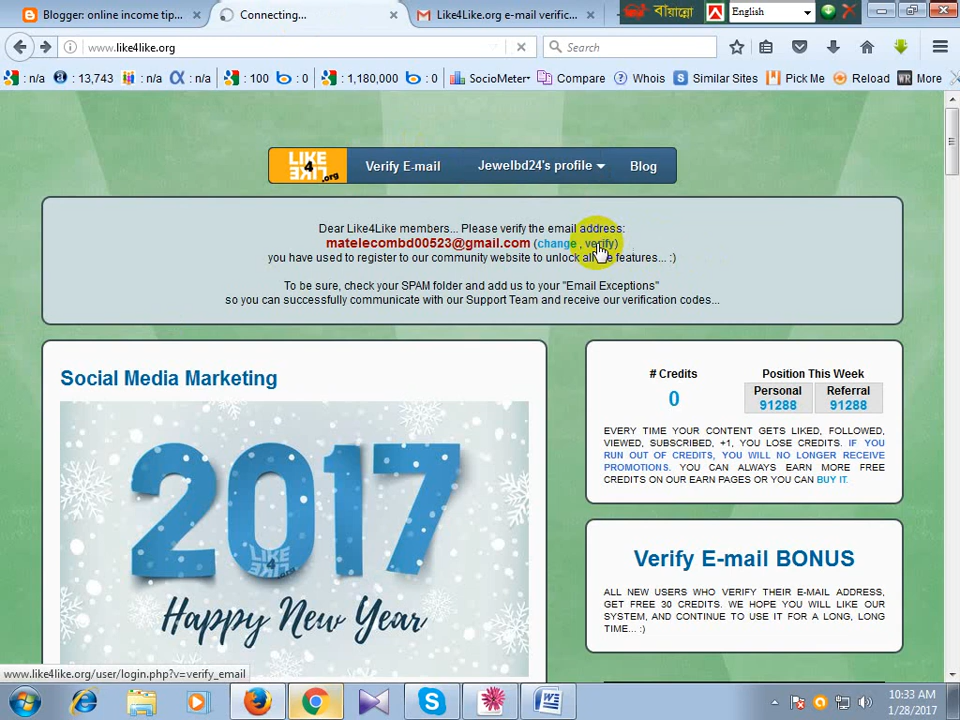 Blogger: online income tip...
Connecting...
Like4Like.org e-mail verific...
বায়ান্নো
English
www.like4like.org
Search
: n/a
: 13,743
: n/a
: n/a
: 100
: 0
: 1,180,000
: 0
SocioMeter
Compare
Whois
Similar Sites
Pick Me
Reload
More
LIKE
4
LIKE
.org
Verify E-mail
Jewelbd24's profile
Blog
Dear Like4Like members... Please verify the email address:
matelecombd00523@gmail.com (change , verify)
you have used to register to our community website to unlock all the features... :)
To be sure, check your SPAM folder and add us to your "Email Exceptions"
so you can successfully communicate with our Support Team and receive our verification codes...
Social Media Marketing
2017
LIKE
4
LIKE
.org
Happy New Year
# Credits
0
Position This Week
Personal
91288
Referral
91288
EVERY TIME YOUR CONTENT GETS LIKED, FOLLOWED,
VIEWED, SUBSCRIBED, +1, YOU LOSE CREDITS. IF YOU
RUN OUT OF CREDITS, YOU WILL NO LONGER RECEIVE
PROMOTIONS. YOU CAN ALWAYS EARN MORE FREE
CREDITS ON OUR EARN PAGES OR YOU CAN BUY IT.
Verify E-mail BONUS
ALL NEW USERS WHO VERIFY THEIR E-MAIL ADDRESS,
GET FREE 30 CREDITS. WE HOPE YOU WILL LIKE OUR
SYSTEM, AND CONTINUE TO USE IT FOR A LONG, LONG
TIME... :)
www.like4like.org/user/login.php?v=verify_email
10:33 AM
1/28/2017